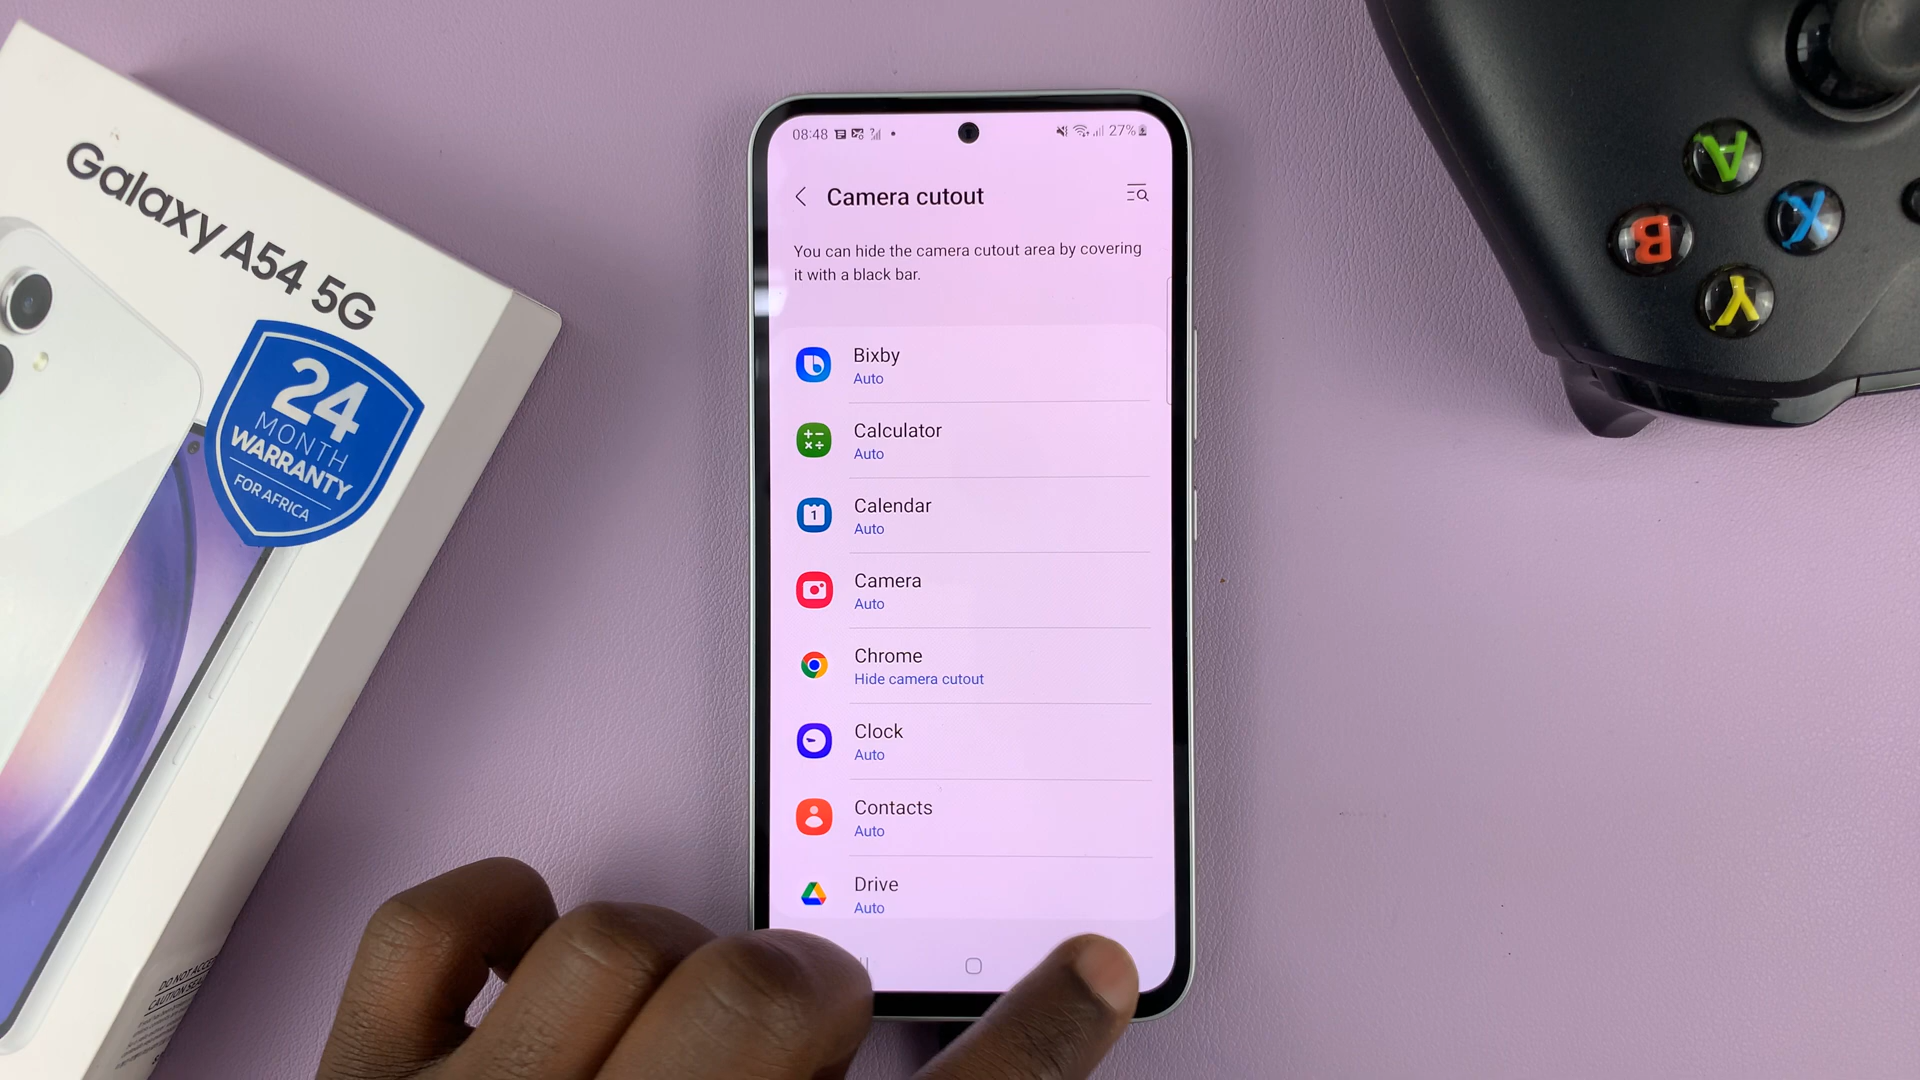 Galaxy A54 5G
24
MONTH
WARRANTY
FOR AFRICA
08:48
27%
Camera cutout
You can hide the camera cutout area by covering
it with a black bar.
Bixby
Auto
Calculator
Auto
1
Calendar
Auto
Camera
Auto
Chrome
Hide camera cutout
Clock
Auto
Contacts
Auto
Drive
Auto
A
B
X
Y